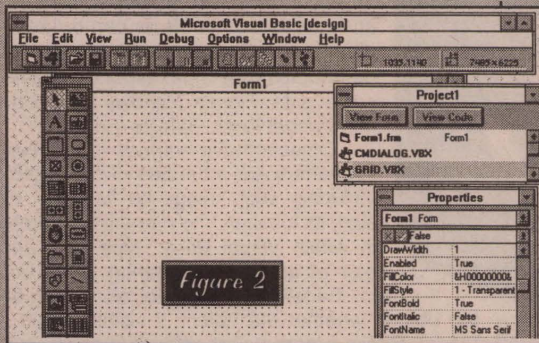 Microsoft Visual Basic [design]
File Edit View Run Debug Options Window Help
1035,1140 7485×6225
Form1
Project1
View Form View Code
Form1.frm Form1
CMDIALOG.VBX
GRID.VBX
Properties
Form1 Form
False
DrawWidth 1
Enabled True
FillColor &H00000000&
FillStyle 1 - Transparent
FontBold True
FontItalic False
FontName MS Sans Serif
Figure 2